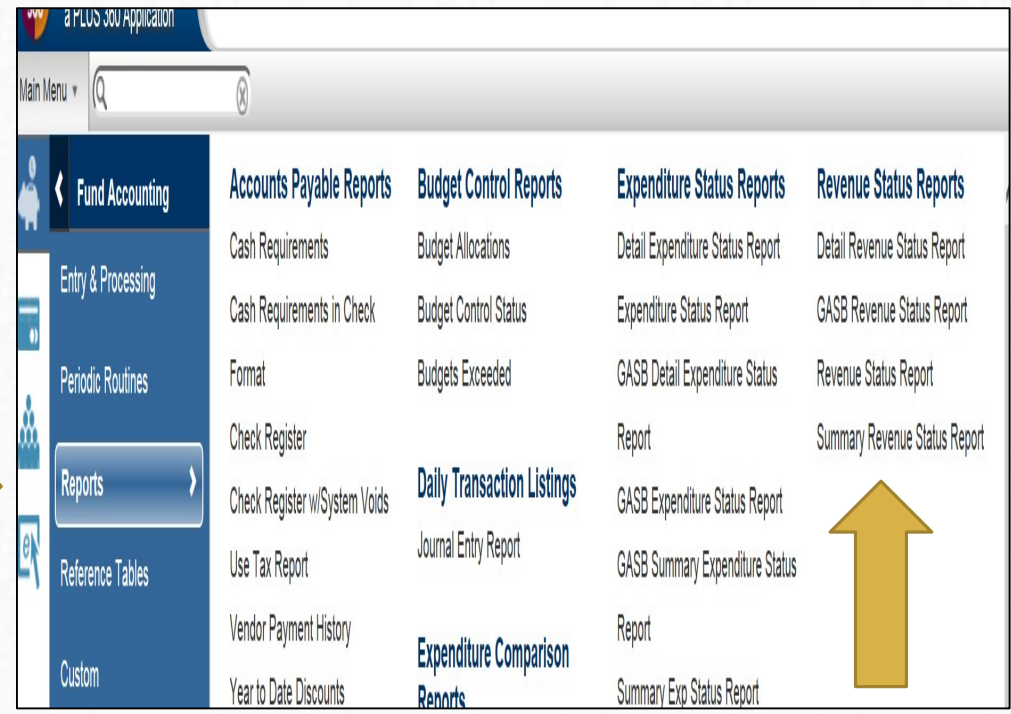 360
a PLUS 360 Application
Main Menu
Fund Accounting
Entry & Processing
Periodic Routines
Reports
Reference Tables
Custom
Accounts Payable Reports
Cash Requirements
Cash Requirements in Check
Format
Check Register
Check Register w/System Voids
Use Tax Report
Vendor Payment History
Year to Date Discounts
Budget Control Reports
Budget Allocations
Budget Control Status
Budgets Exceeded
Daily Transaction Listings
Journal Entry Report
Expenditure Comparison
Reports
Expenditure Status Reports
Detail Expenditure Status Report
Expenditure Status Report
GASB Detail Expenditure Status
Report
GASB Expenditure Status Report
GASB Summary Expenditure Status
Report
Summary Exp Status Report
Revenue Status Reports
Detail Revenue Status Report
GASB Revenue Status Report
Revenue Status Report
Summary Revenue Status Report